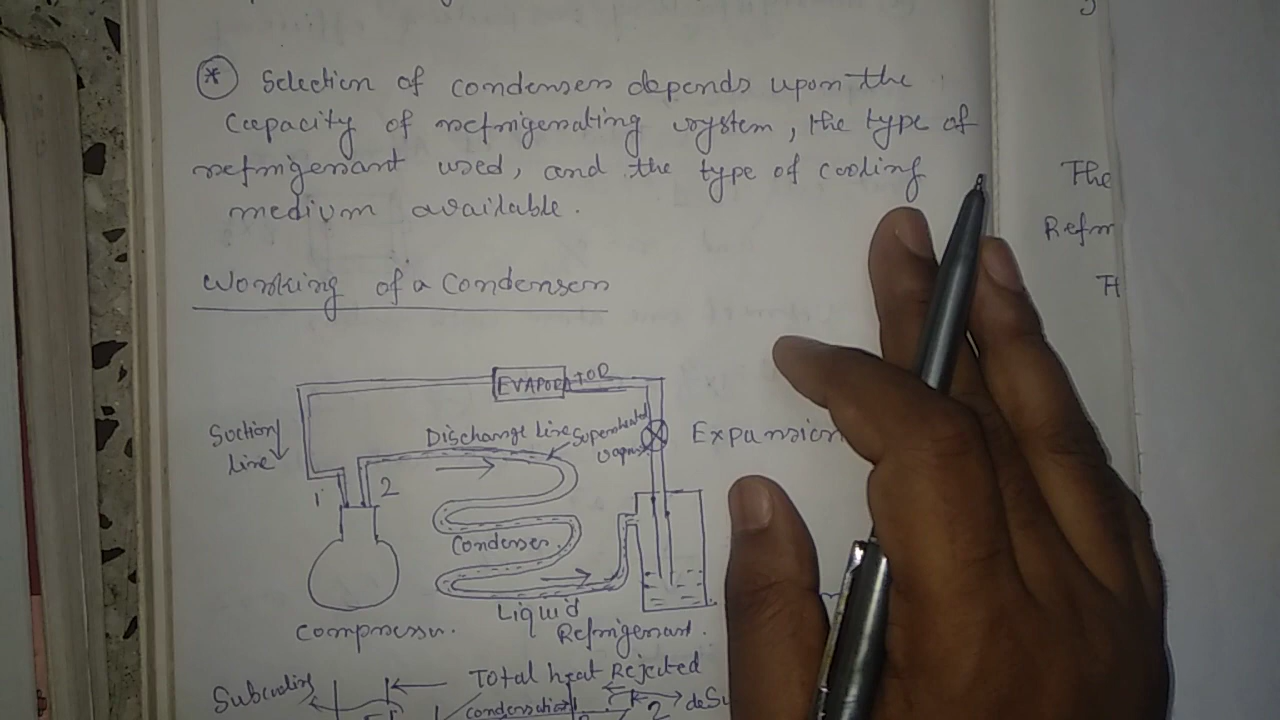 * Selection of condenser depends upon the
capacity of refrigerating system, the type of
refrigerant used, and the type of cooling
medium available.
Working of a Condenser
EVAPORATOR
Suction
line
Discharge line
Superheated
vapour
Expansion
1
2
Condenser
Liquid
Refrigerant.
Compressor.
Total heat Rejected
Subcooling
condensation
2
The
Refr